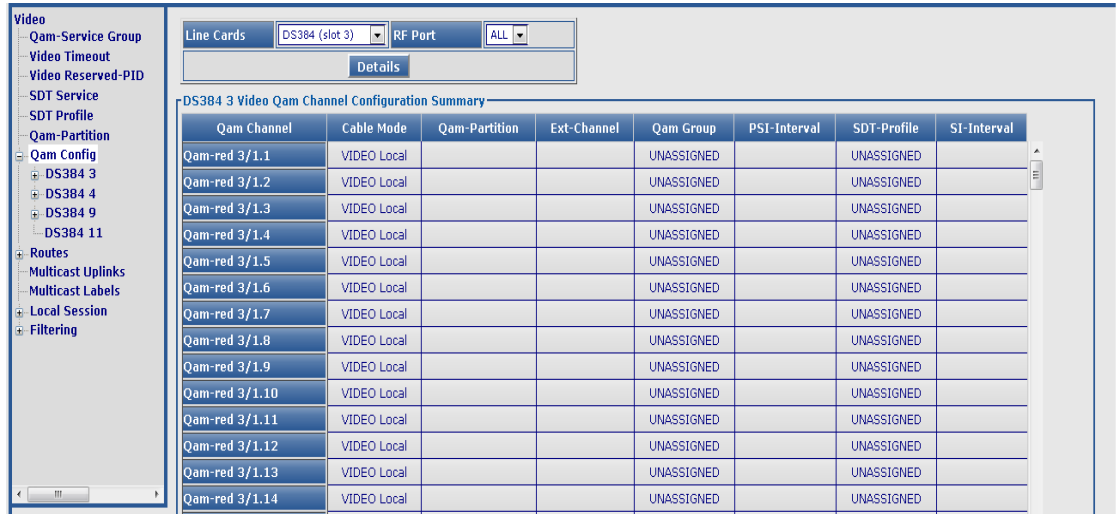 Video
Qam-Service Group
Video Timeout
Video Reserved-PID
SDT Service
SDT Profile
Qam-Partition
Qam Config
DS384 3
DS384 4
DS384 9
DS384 11
Routes
Multicast Uplinks
Multicast Labels
Local Session
Filtering
Line Cards DS384 (slot 3) RF Port ALL
Details
DS384 3 Video Qam Channel Configuration Summary
Qam Channel Cable Mode Qam-Partition Ext-Channel Qam Group PSI-Interval SDT-Profile SI-Interval
Qam-red 3/1.1 VIDEO Local UNASSIGNED UNASSIGNED
Qam-red 3/1.2 VIDEO Local UNASSIGNED UNASSIGNED
Qam-red 3/1.3 VIDEO Local UNASSIGNED UNASSIGNED
Qam-red 3/1.4 VIDEO Local UNASSIGNED UNASSIGNED
Qam-red 3/1.5 VIDEO Local UNASSIGNED UNASSIGNED
Qam-red 3/1.6 VIDEO Local UNASSIGNED UNASSIGNED
Qam-red 3/1.7 VIDEO Local UNASSIGNED UNASSIGNED
Qam-red 3/1.8 VIDEO Local UNASSIGNED UNASSIGNED
Qam-red 3/1.9 VIDEO Local UNASSIGNED UNASSIGNED
Qam-red 3/1.10 VIDEO Local UNASSIGNED UNASSIGNED
Qam-red 3/1.11 VIDEO Local UNASSIGNED UNASSIGNED
Qam-red 3/1.12 VIDEO Local UNASSIGNED UNASSIGNED
Qam-red 3/1.13 VIDEO Local UNASSIGNED UNASSIGNED
Qam-red 3/1.14 VIDEO Local UNASSIGNED UNASSIGNED